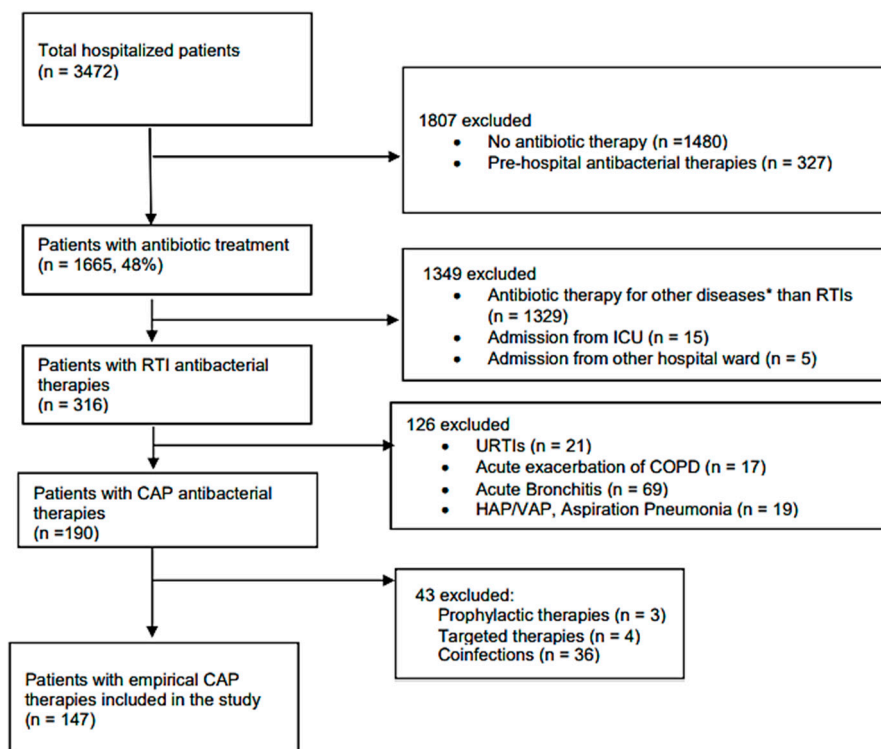 Total hospitalized patients
(n = 3472)
1807 excluded
• No antibiotic therapy (n =1480)
• Pre-hospital antibacterial therapies (n = 327)
Patients with antibiotic treatment
(n = 1665, 48%)
1349 excluded
• Antibiotic therapy for other diseases* than RTIs
(n = 1329)
• Admission from ICU (n = 15)
• Admission from other hospital ward (n = 5)
Patients with RTI antibacterial
therapies
(n = 316)
126 excluded
• URTIs (n = 21)
• Acute exacerbation of COPD (n = 17)
• Acute Bronchitis (n = 69)
• HAP/VAP, Aspiration Pneumonia (n = 19)
Patients with CAP antibacterial
therapies
(n =190)
43 excluded:
Prophylactic therapies (n = 3)
Targeted therapies (n = 4)
Coinfections (n = 36)
Patients with empirical CAP
therapies included in the study
(n = 147)